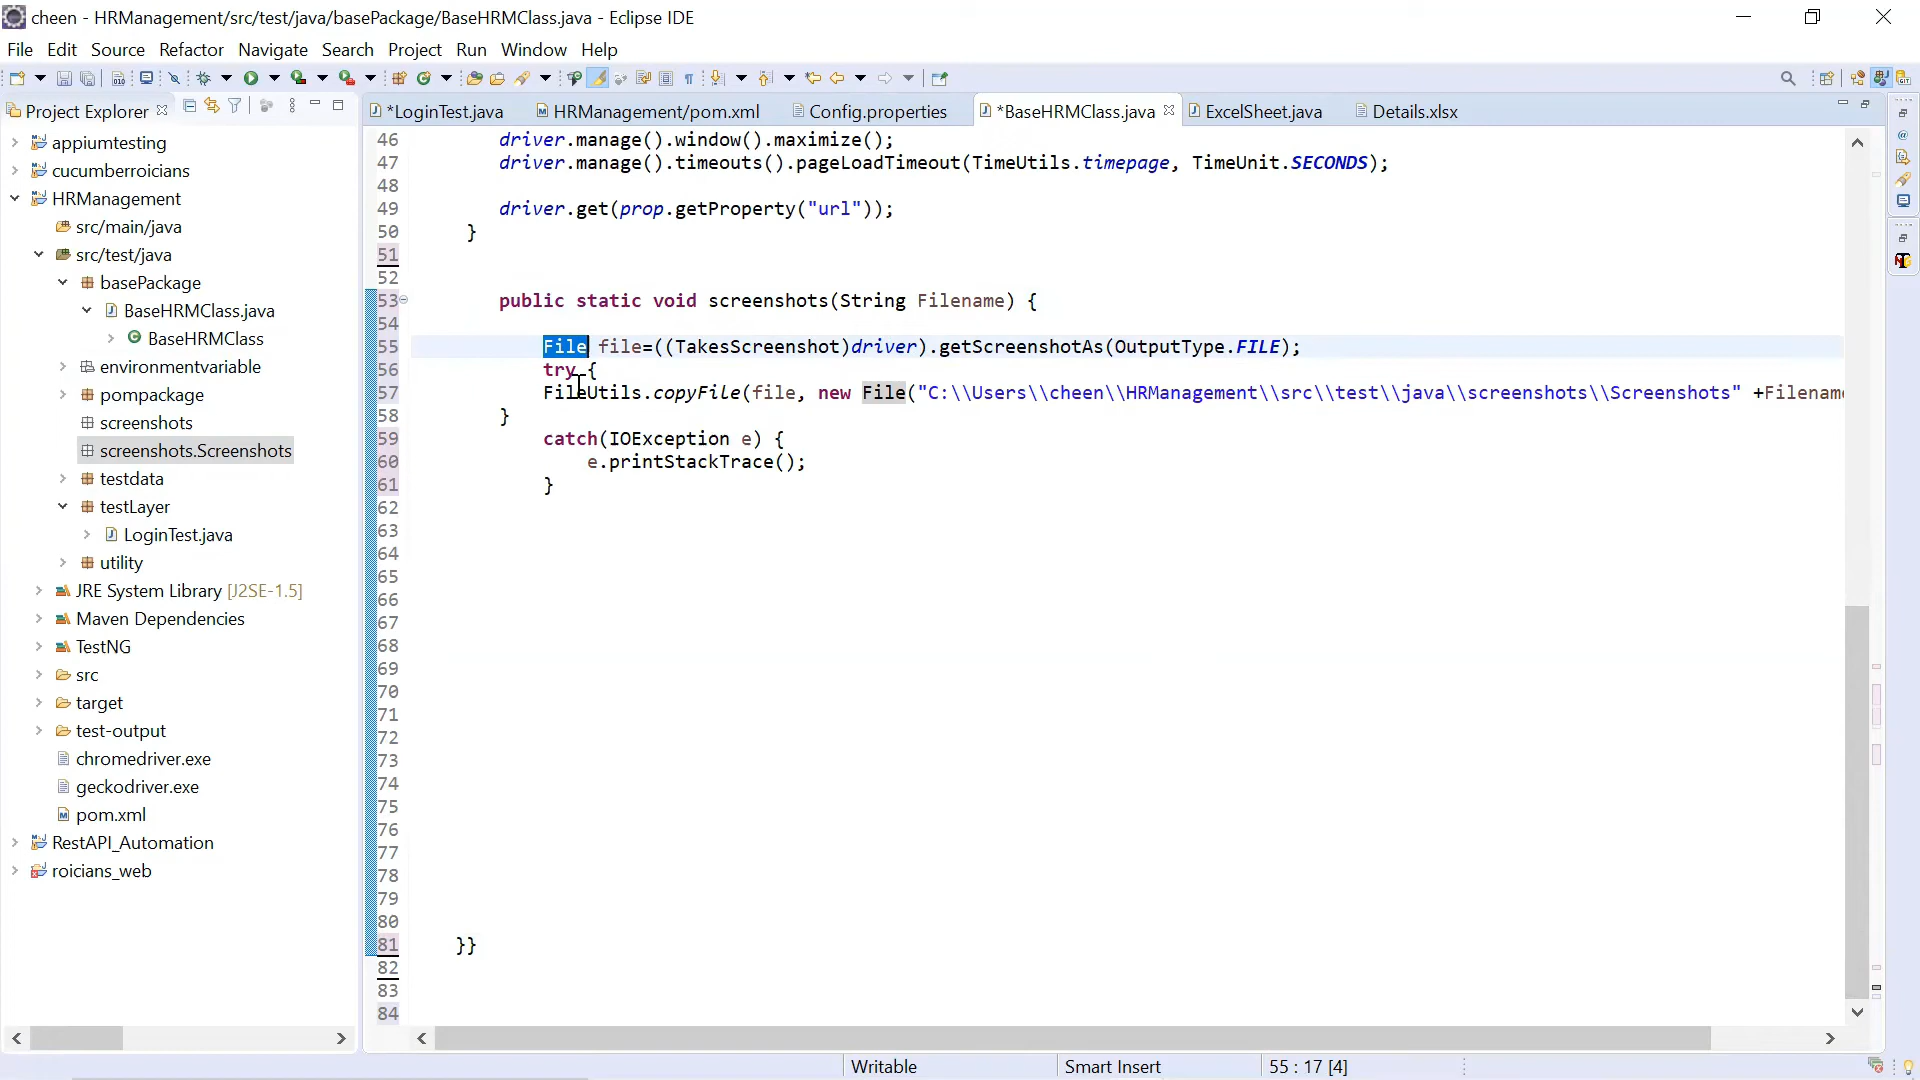 cheen - HRManagement/src/test/java/basePackage/BaseHRMClass.java - Eclipse IDE
File Edit Source Refactor Navigate Search Project Run Window Help
Project Explorer
*LoginTest.java HRManagement/pom.xml Config.properties *BaseHRMClass.java ExcelSheet.java Details.xlsx
appiumtesting
cucumberroicians
HRManagement
src/main/java
src/test/java
basePackage
BaseHRMClass.java
BaseHRMClass
environmentvariable
pompackage
screenshots
screenshots.Screenshots
testdata
testLayer
LoginTest.java
utility
JRE System Library [J2SE-1.5]
Maven Dependencies
TestNG
src
target
test-output
chromedriver.exe
geckodriver.exe
pom.xml
RestAPI_Automation
roicians_web
46 driver.manage().window().maximize();
47 driver.manage().timeouts().pageLoadTimeout(TimeUtils.timepage, TimeUnit.SECONDS);
48
49 driver.get(prop.getProperty("url"));
50 }
51
52
53 public static void screenshots(String Filename) {
54
55 File file=((TakesScreenshot)driver).getScreenshotAs(OutputType.FILE);
56 try {
57 FileUtils.copyFile(file, new File("C:\\Users\\cheen\\HRManagement\\src\\test\\java\\screenshots\\Screenshots" +Filename
58 }
59 catch(IOException e) {
60 e.printStackTrace();
61 }
62
63
64
65
66
67
68
69
70
71
72
73
74
75
76
77
78
79
80
81 }}
82
83
84
Writable Smart Insert 55 : 17 [4]